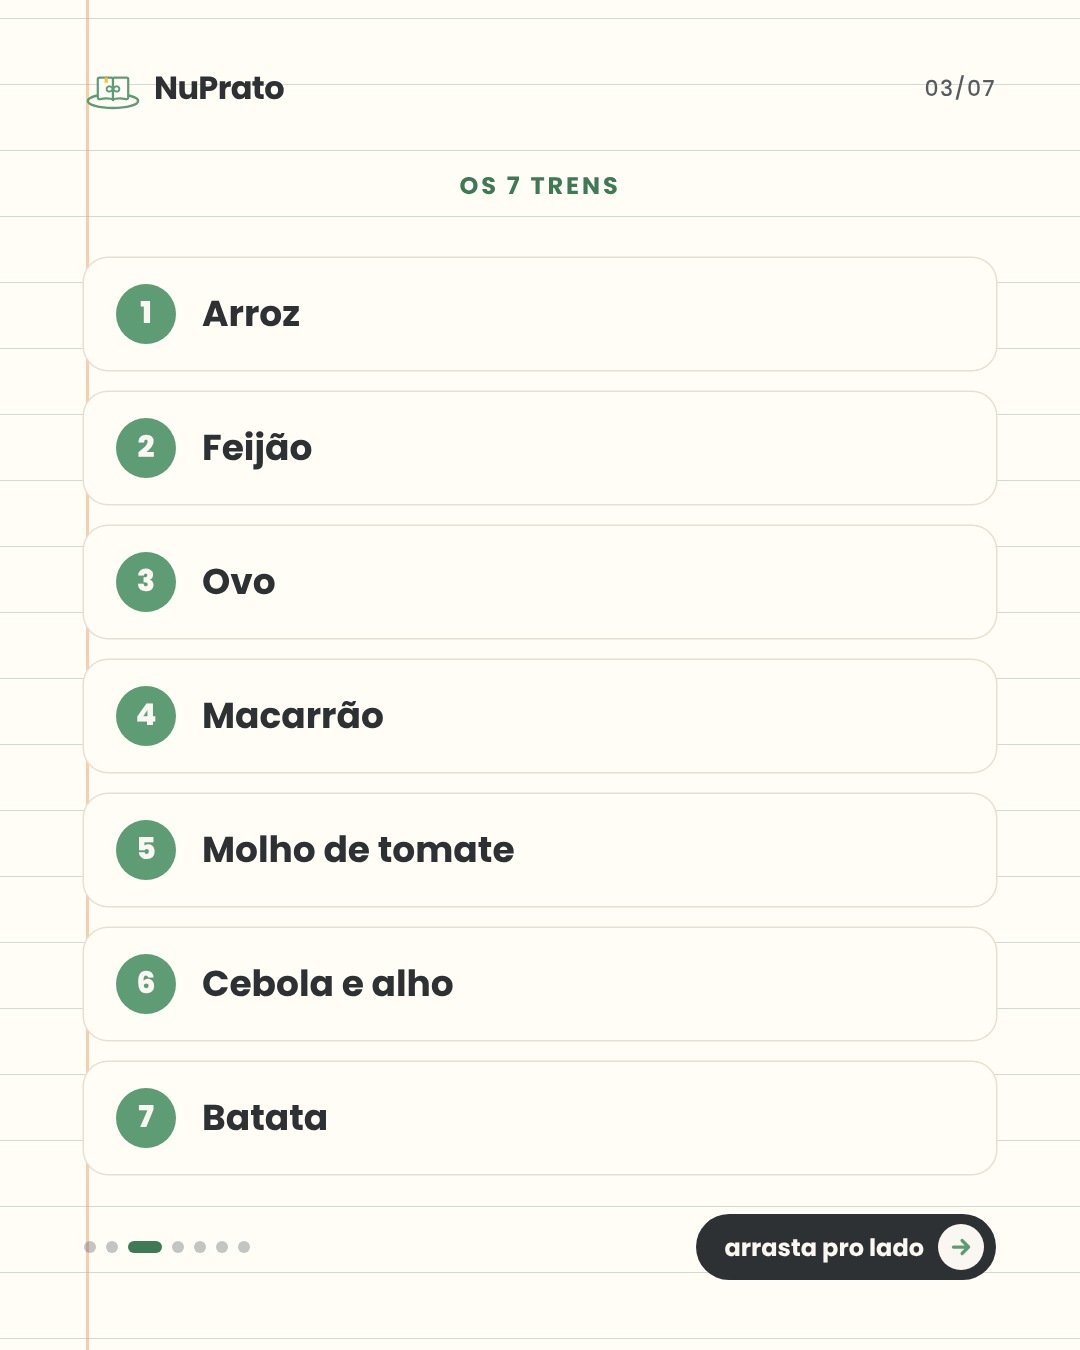 NuPrato
03/07
OS 7 TRENS
1 Arroz
2 Feijão
3 Ovo
4 Macarrão
5 Molho de tomate
6 Cebola e alho
7 Batata
arrasta pro lado →